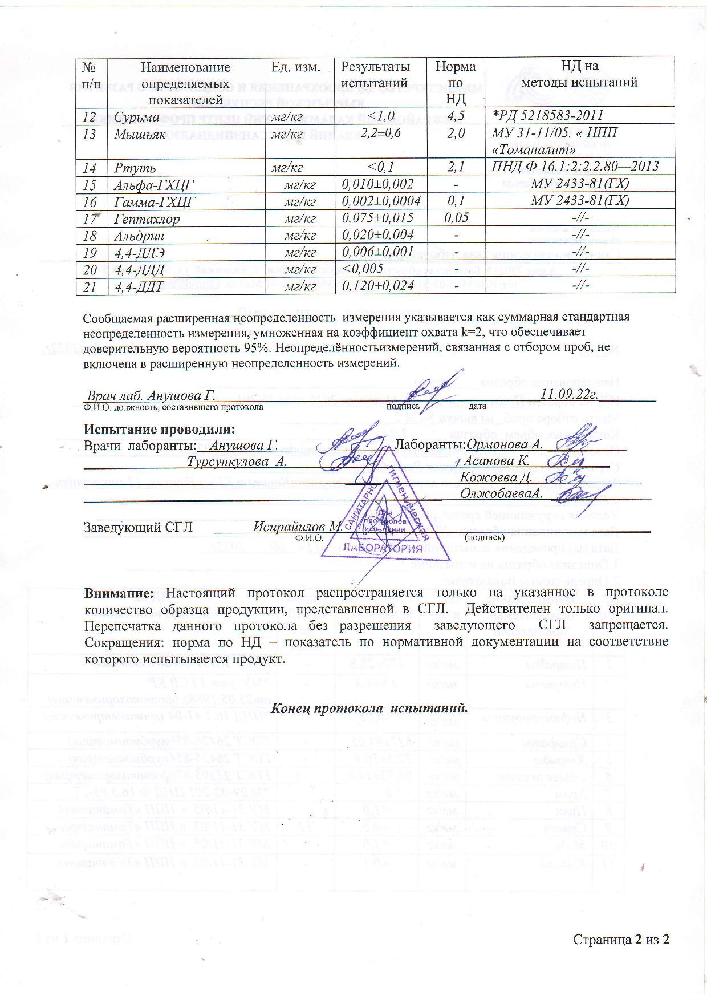 № п/п | Наименование определяемых показателей | Ед. изм. | Результаты испытаний | Норма по НД | НД на методы испытаний
12 | Сурьма | мг/кг | <1,0 | 4,5 | *РД 5218583-2011
13 | Мышьяк | мг/кг | 2,2±0,6 | 2,0 | МУ 31-11/05. « НПП «Томаналит»
14 | Ртуть | мг/кг | <0,1 | 2,1 | ПНД Ф 16.1:2:2.2.80—2013
15 | Альфа-ГХЦГ | мг/кг | 0,010±0,002 | - | МУ 2433-81(ГХ)
16 | Гамма-ГХЦГ | мг/кг | 0,002±0,0004 | 0,1 | МУ 2433-81(ГХ)
17 | Гептахлор | мг/кг | 0,075±0,015 | 0,05 | -//-
18 | Альдрин | мг/кг | 0,020±0,004 | - | -//-
19 | 4,4-ДДЭ | мг/кг | 0,006±0,001 | - | -//-
20 | 4,4-ДДД | мг/кг | <0,005 | - | -//-
21 | 4,4-ДДТ | мг/кг | 0,120±0,024 | - | -//-
Сообщаемая расширенная неопределенность измерения указывается как суммарная стандартная
неопределенность измерения, умноженная на коэффициент охвата k=2, что обеспечивает
доверительную вероятность 95%. Неопределённостьизмерений, связанная с отбором проб, не
включена в расширенную неопределенность измерений.
Врач лаб. Анушова Г. 11.09.22г.
Ф.И.О. должность, составившего протокола подпись дата
Испытание проводили:
Врачи лаборанты: Анушова Г. Лаборанты:Ормонова А.
Турсункулова А. Асанова К.
Кожоева Д.
ОлжобаеваА.
Заведующий СГЛ Исирайилов М.
Ф.И.О. (подпись)
САНИТАРНО ГИГИЕНИЧЕСКАЯ ЛАБОРАТОРИЯ
Для
протоколов
испытании
Внимание: Настоящий протокол распространяется только на указанное в протоколе
количество образца продукции, представленной в СГЛ. Действителен только оригинал.
Перепечатка данного протокола без разрешения заведующего СГЛ запрещается.
Сокращения: норма по НД – показатель по нормативной документации на соответствие
которого испытывается продукт.
Конец протокола испытаний.
Страница 2 из 2